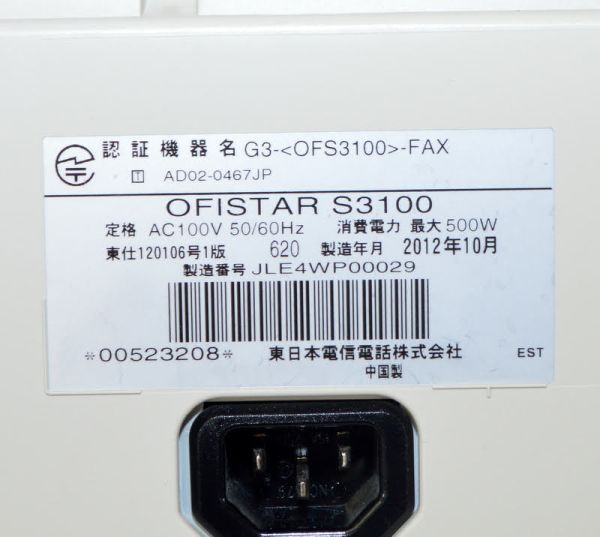 認証機器名 G3-<OFS3100>-FAX
T AD02-0467JP
OFISTAR S3100
定格 AC100V 50/60Hz 消費電力 最大500W
東仕120106号1版 620 製造年月 2012年10月
製造番号 JLE4WP00029
*00523208* 東日本電信電話株式会社 EST
中国製